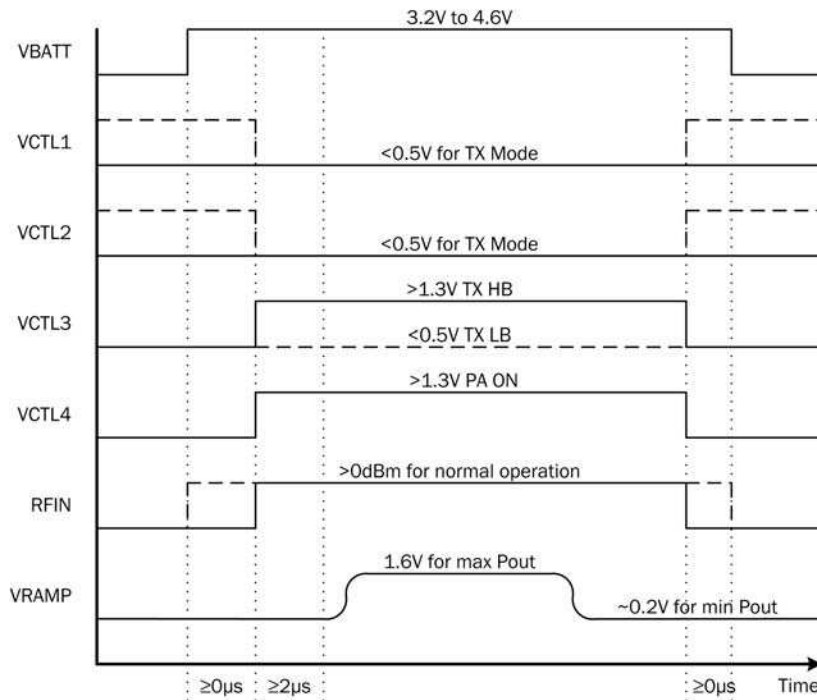 3.2V to 4.6V
VBATT
VCTL1
<0.5V for TX Mode
VCTL2
<0.5V for TX Mode
>1.3V TX HB
VCTL3
<0.5V TX LB
>1.3V PA ON
VCTL4
>0dBm for normal operation
RFIN
1.6V for max Pout
VRAMP
~0.2V for min Pout
≥0µs ≥2µs ≥0µs Time